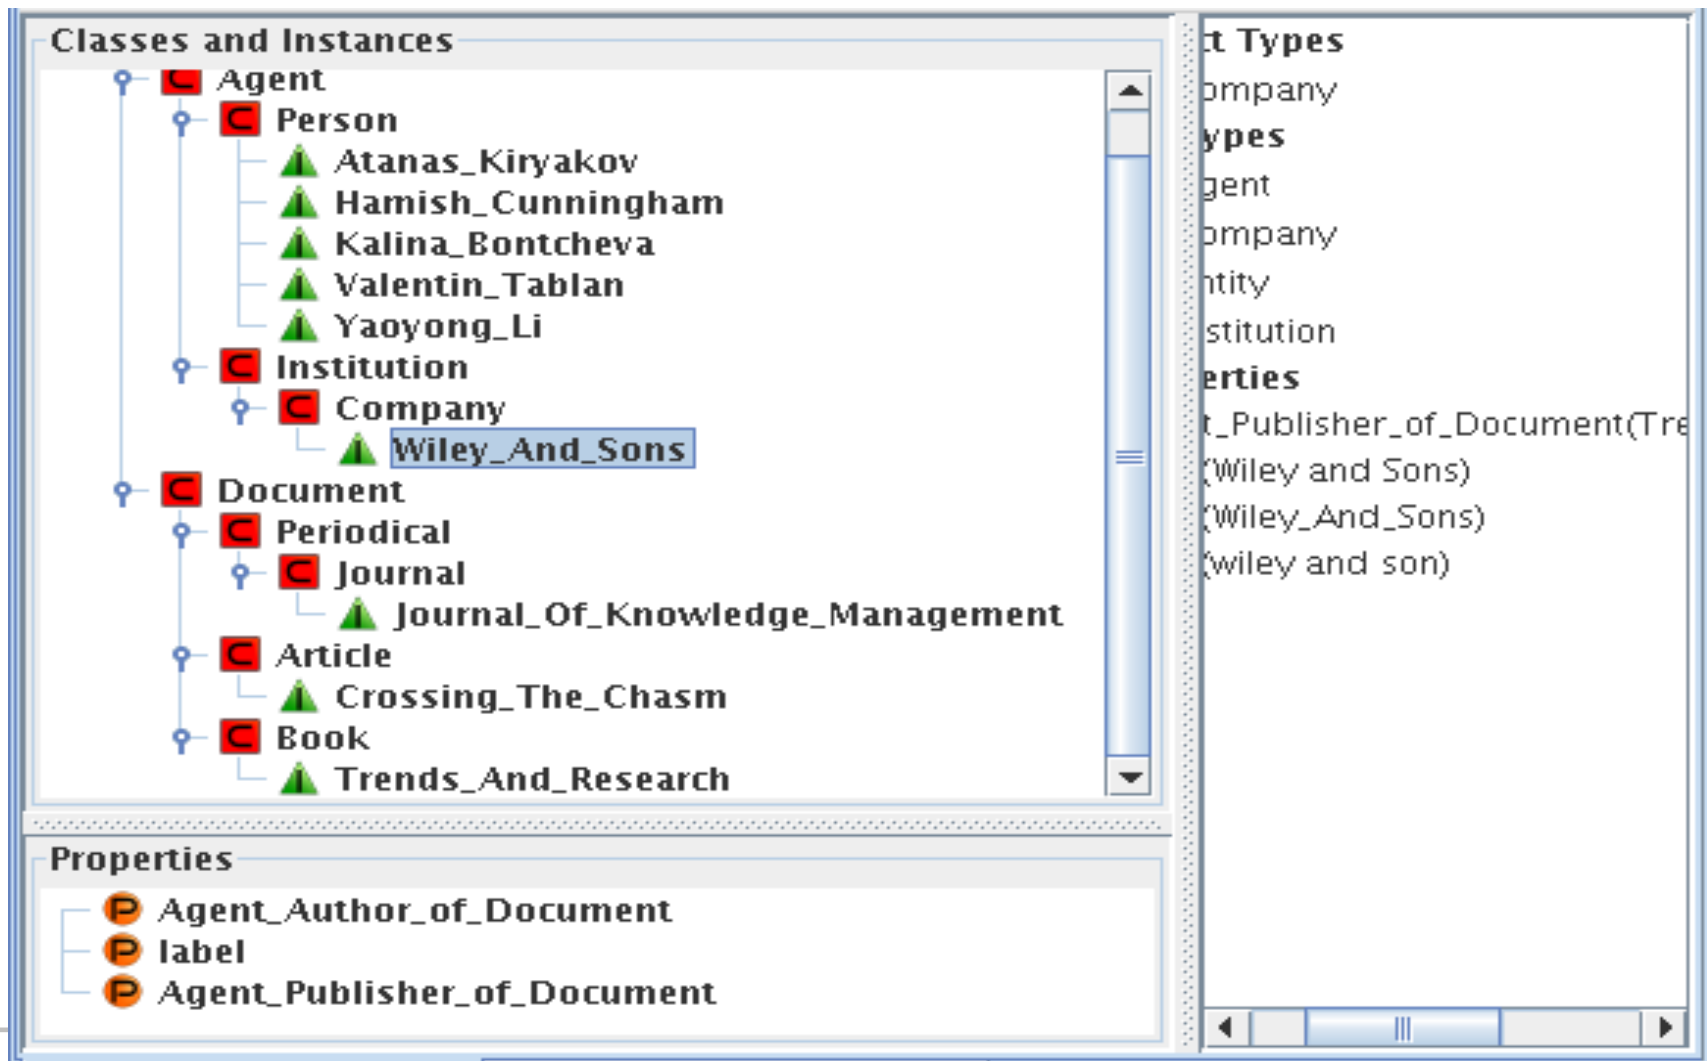 Classes and Instances
Agent
Person
Atanas_Kiryakov
Hamish_Cunningham
Kalina_Bontcheva
Valentin_Tablan
Yaoyong_Li
Institution
Company
Wiley_And_Sons
Document
Periodical
Journal
Journal_Of_Knowledge_Management
Article
Crossing_The_Chasm
Book
Trends_And_Research
Properties
Agent_Author_of_Document
label
Agent_Publisher_of_Document
ct Types
ompany
ypes
gent
ompany
ntity
stitution
erties
t_Publisher_of_Document(Tre
(Wiley and Sons)
(Wiley_And_Sons)
(wiley and son)